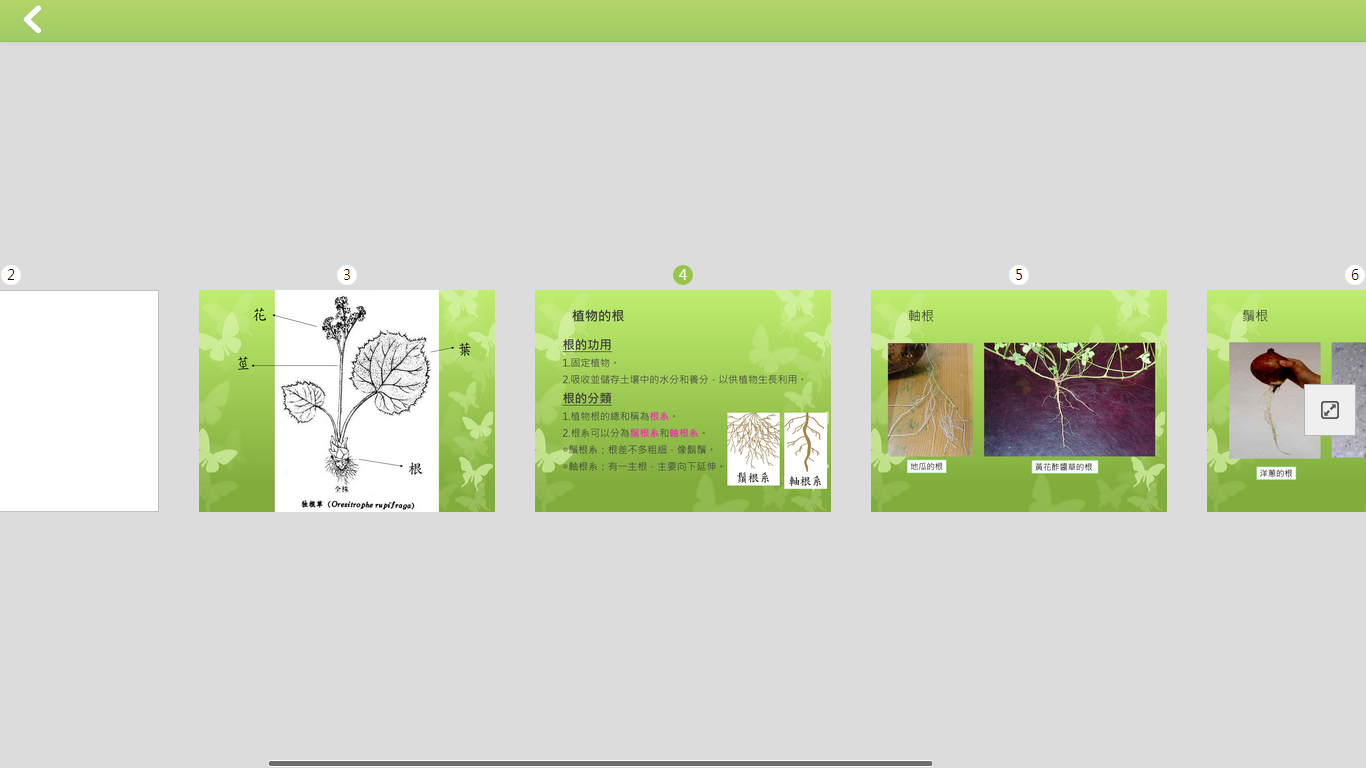 2
3
4
5
6
花
莖
葉
根
全株
獨根草 (Oresitrophe rupifraga)
植物的根
根的功用
1.固定植物。
2.吸收並儲存土壤中的水分和養分，以供植物生長利用。
根的分類
1.植物根的總和稱為根系。
2.根系可以分為鬚根系和軸根系。
◎鬚根系：根差不多粗細，像鬍鬚。
◎軸根系：有一主根，主要向下延伸。
鬚根系
軸根系
軸根
地瓜的根
黃花酢醬草的根
鬚根
洋蔥的根